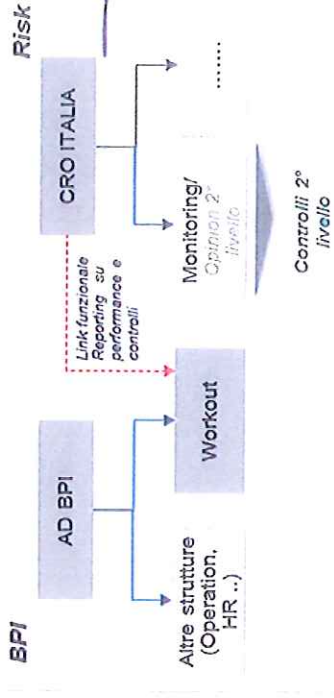 BPI
Risk
AD BPI
CRO ITALIA
Link funzionale
Reporting su
performance e
controlli
Altre strutture
(Operation,
HR ..)
Workout
Monitoring/
Opinion 2°
livello
........
Controlli 2°
livello